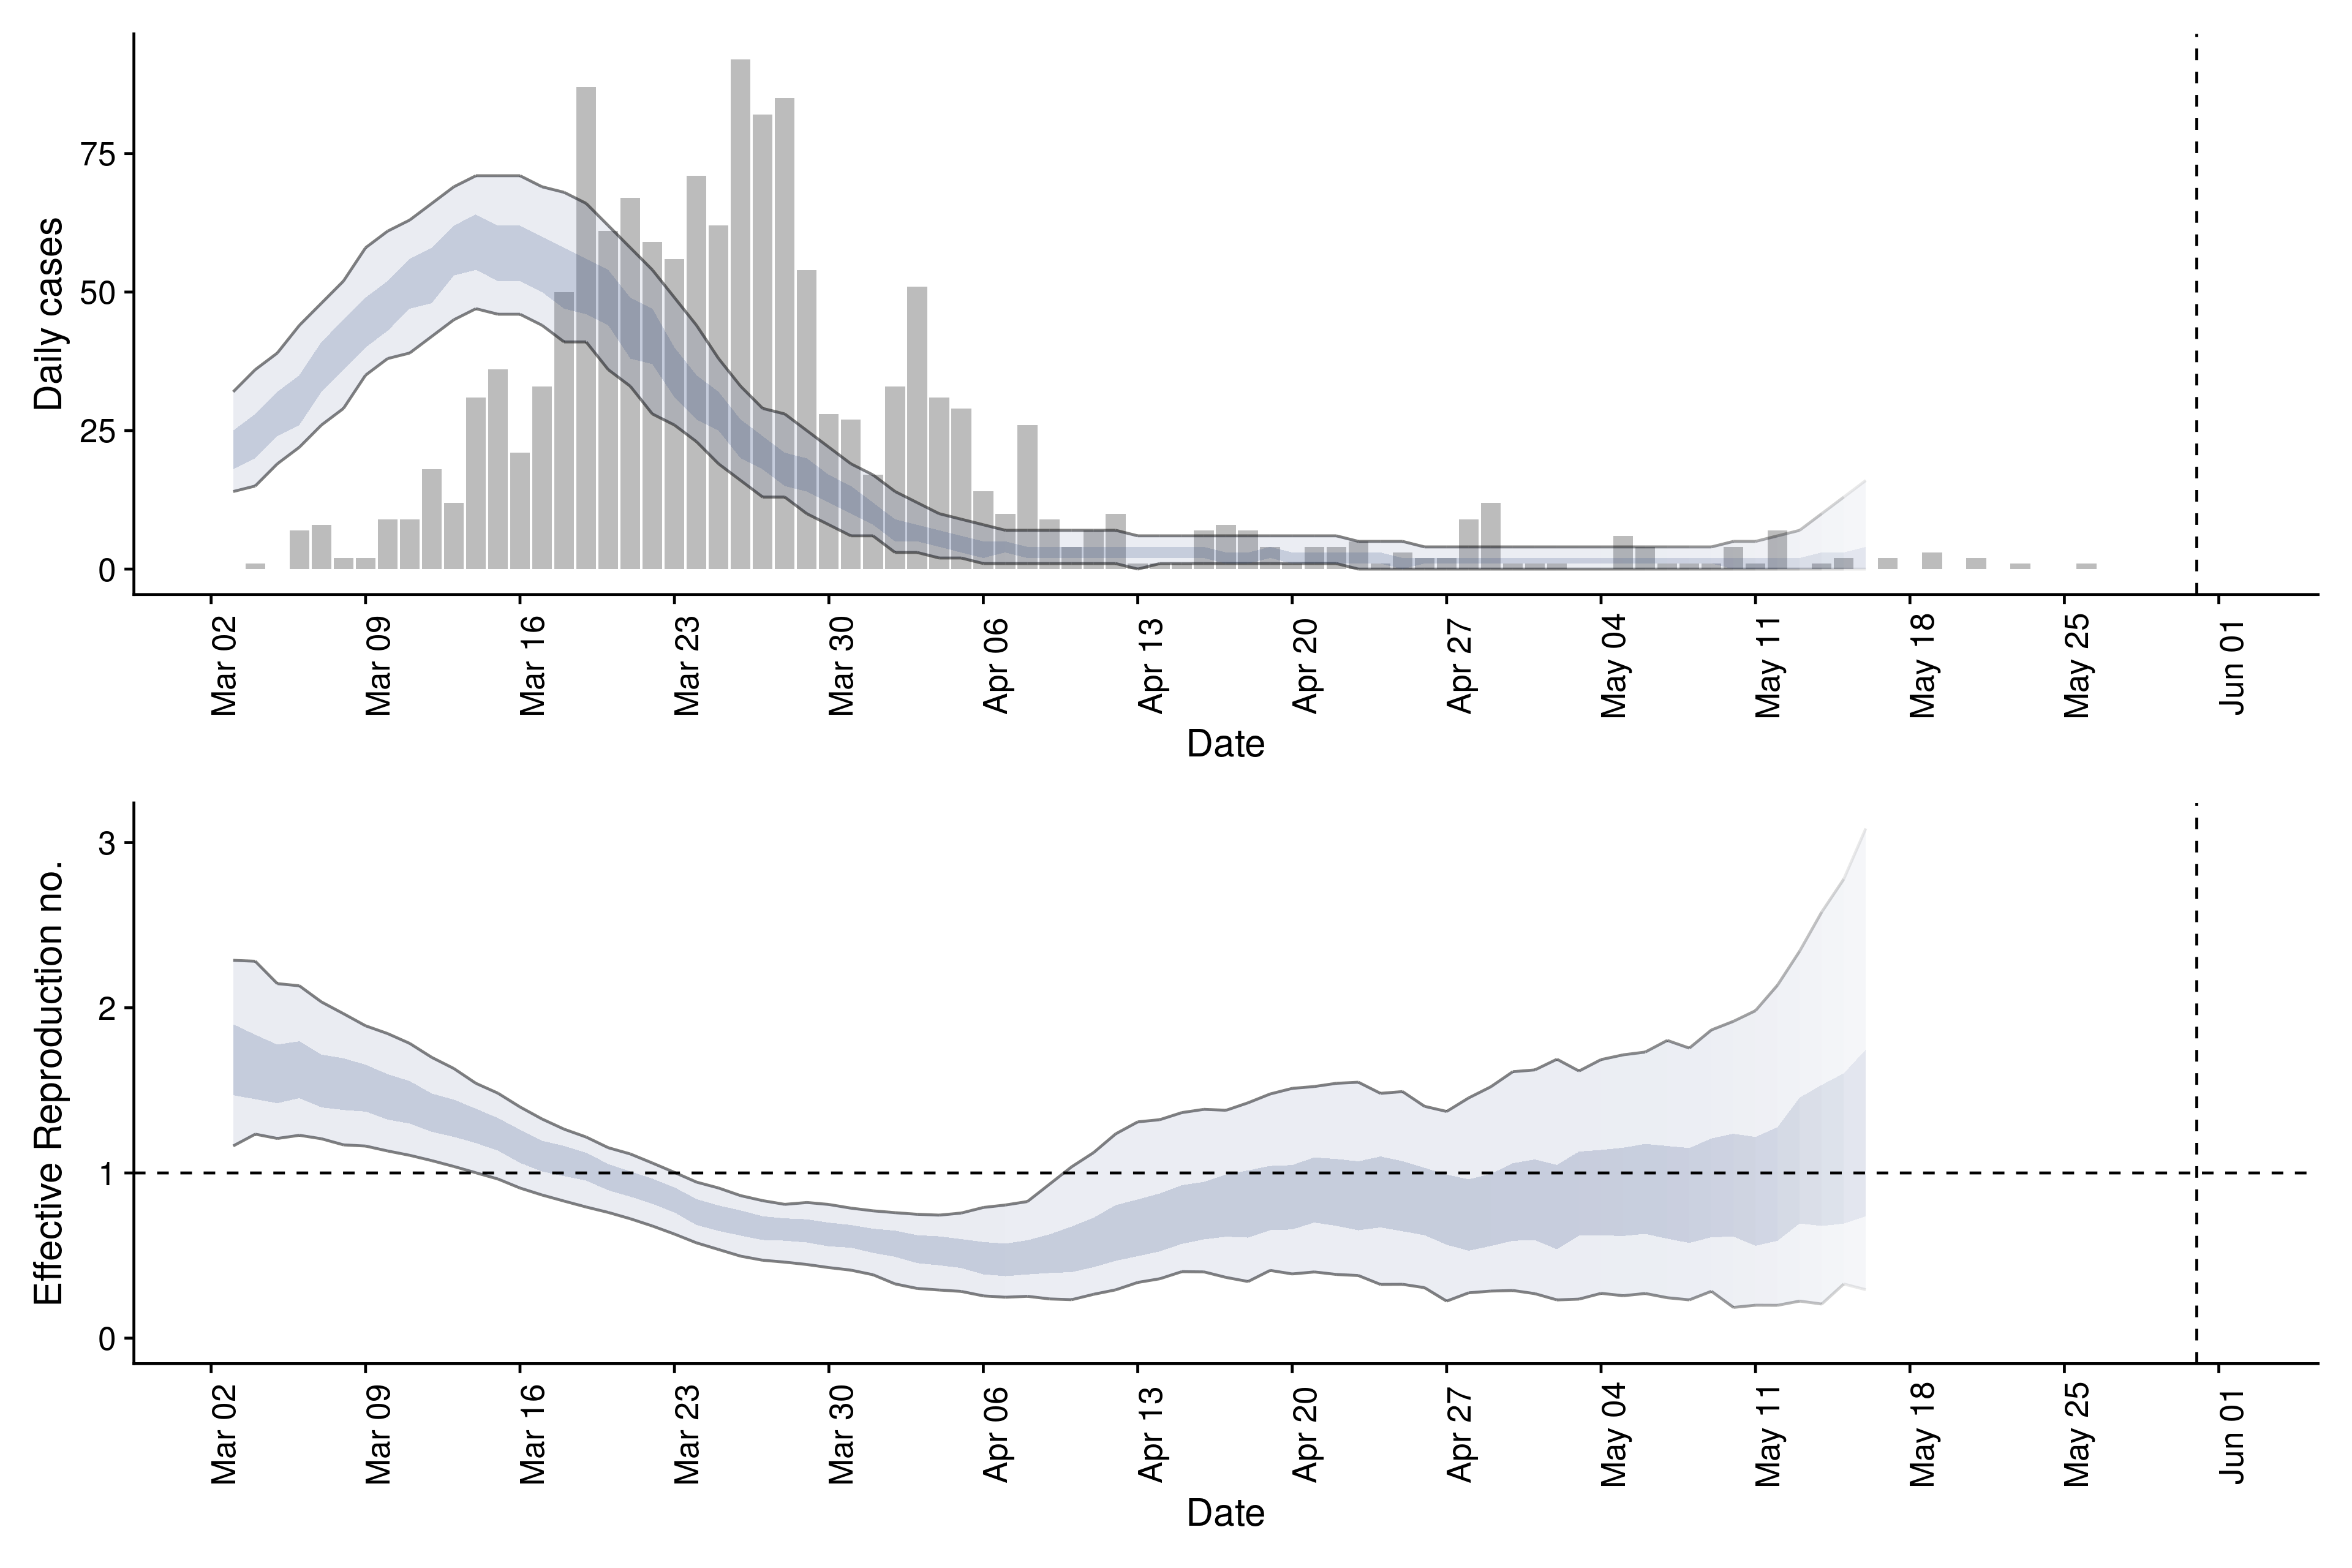 Daily cases
75
50
25
0
Mar 02
Mar 09
Mar 16
Mar 23
Mar 30
Apr 06
Apr 13
Apr 20
Apr 27
May 04
May 11
May 18
May 25
Jun 01
Date
Effective Reproduction no.
3
2
1
0
Mar 02
Mar 09
Mar 16
Mar 23
Mar 30
Apr 06
Apr 13
Apr 20
Apr 27
May 04
May 11
May 18
May 25
Jun 01
Date